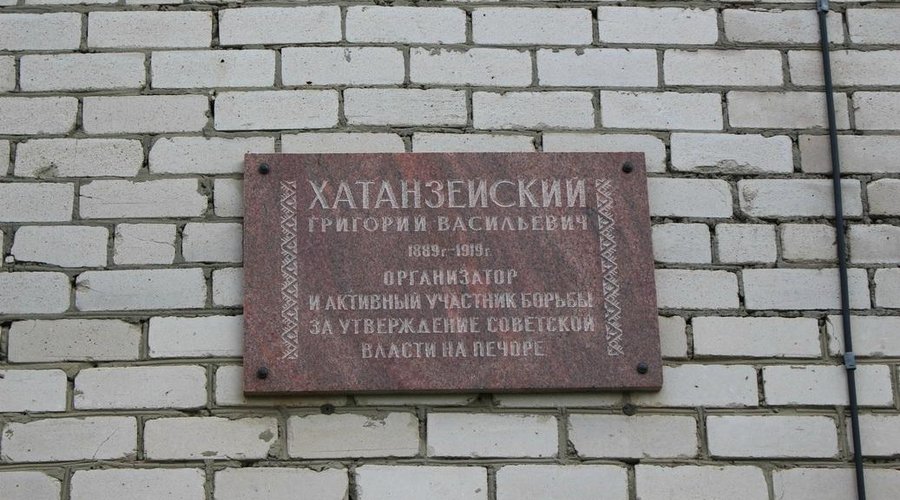 ХАТАНЗЕЙСКИЙ
ГРИГОРИЙ ВАСИЛЬЕВИЧ
1889г-1919г.
ОРГАНИЗАТОР
И АКТИВНЫЙ УЧАСТНИК БОРЬБЫ
ЗА УТВЕРЖДЕНИЕ СОВЕТСКОЙ
ВЛАСТИ НА ПЕЧОРЕ